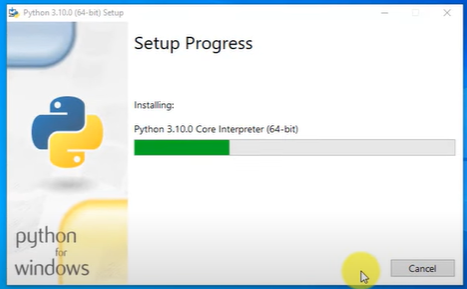 Python 3.10.0 (64-bit) Setup
Setup Progress
Installing:
Python 3.10.0 Core Interpreter (64-bit)
python
for
windows
Cancel